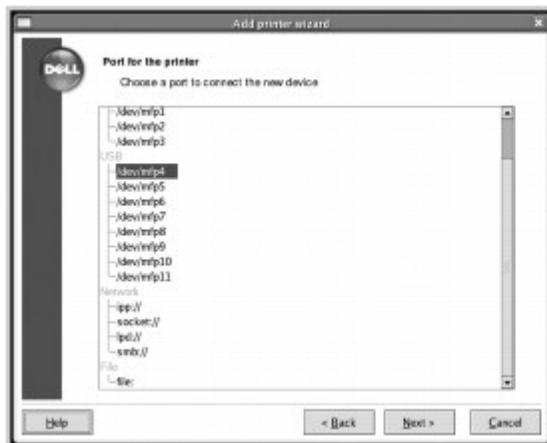 Add printer wizard
DELL
Port for the printer
Choose a port to connect the new device
/dev/mfp1
/dev/mfp2
/dev/mfp3
USB
/dev/mfp4
/dev/mfp5
/dev/mfp6
/dev/mfp7
/dev/mfp8
/dev/mfp9
/dev/mfp10
/dev/mfp11
Network
ipp://
socket://
lpd://
smb://
File
file:
Help
< Back
Next >
Cancel